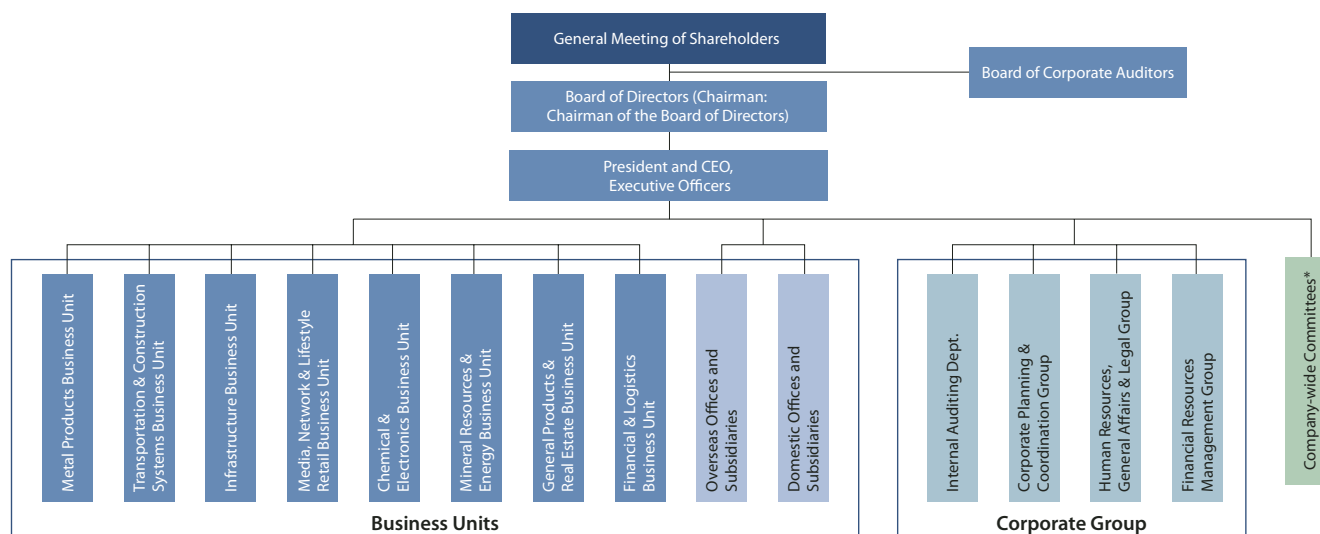 General Meeting of Shareholders
Board of Corporate Auditors
Board of Directors (Chairman:
Chairman of the Board of Directors)
President and CEO,
Executive Officers
Metal Products Business Unit
Transportation & Construction
Systems Business Unit
Infrastructure Business Unit
Media, Network & Lifestyle
Retail Business Unit
Chemical &
Electronics Business Unit
Mineral Resources &
Energy Business Unit
General Products &
Real Estate Business Unit
Financial & Logistics
Business Unit
Overseas Offices and
Subsidiaries
Domestic Offices and
Subsidiaries
Internal Auditing Dept.
Corporate Planning &
Coordination Group
Human Resources,
General Affairs & Legal Group
Financial Resources
Management Group
Company-wide Committees*
Business Units
Corporate Group